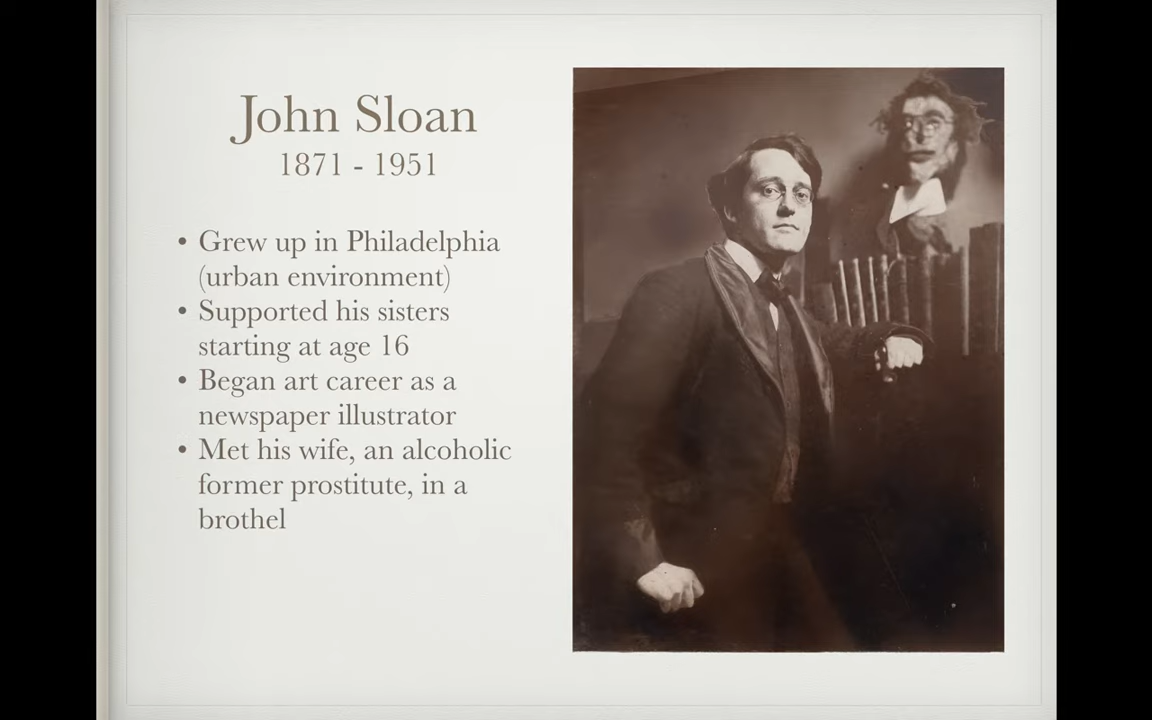 John Sloan
1871 - 1951
• Grew up in Philadelphia
(urban environment)
• Supported his sisters
starting at age 16
• Began art career as a
newspaper illustrator
• Met his wife, an alcoholic
former prostitute, in a
brothel